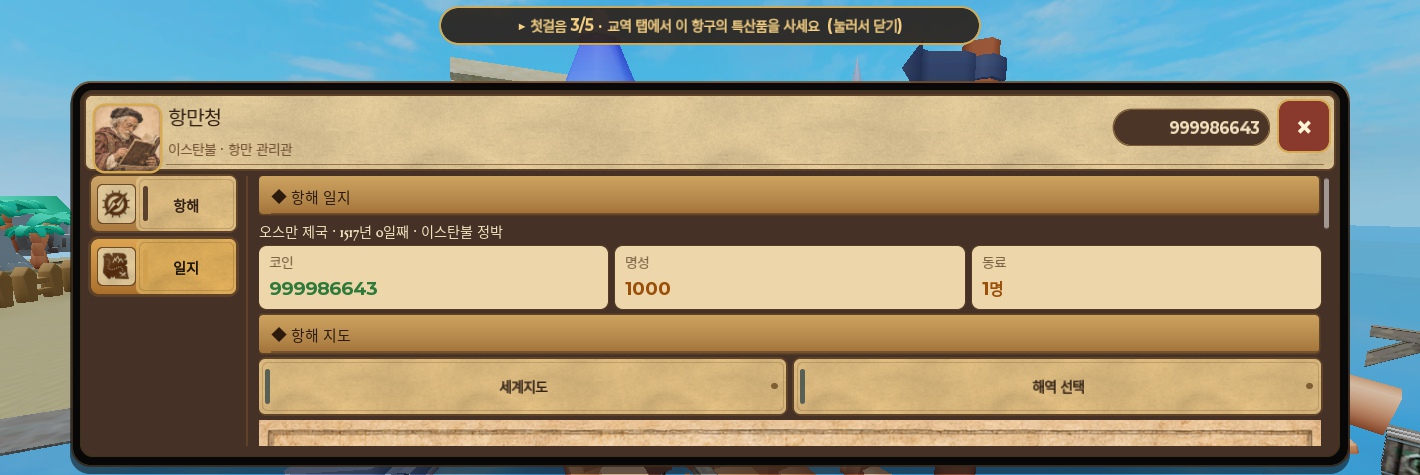 ▸ 첫걸음 3/5 · 교역 탭에서 이 항구의 특산품을 사세요 (눌러서 닫기)
항만청
이스탄불 · 항만 관리관
999986643
×
항해
일지
◆ 항해 일지
오스만 제국 · 1517년 0일째 · 이스탄불 정박
코인
999986643
명성
1000
동료
1명
◆ 항해 지도
세계지도
해역 선택